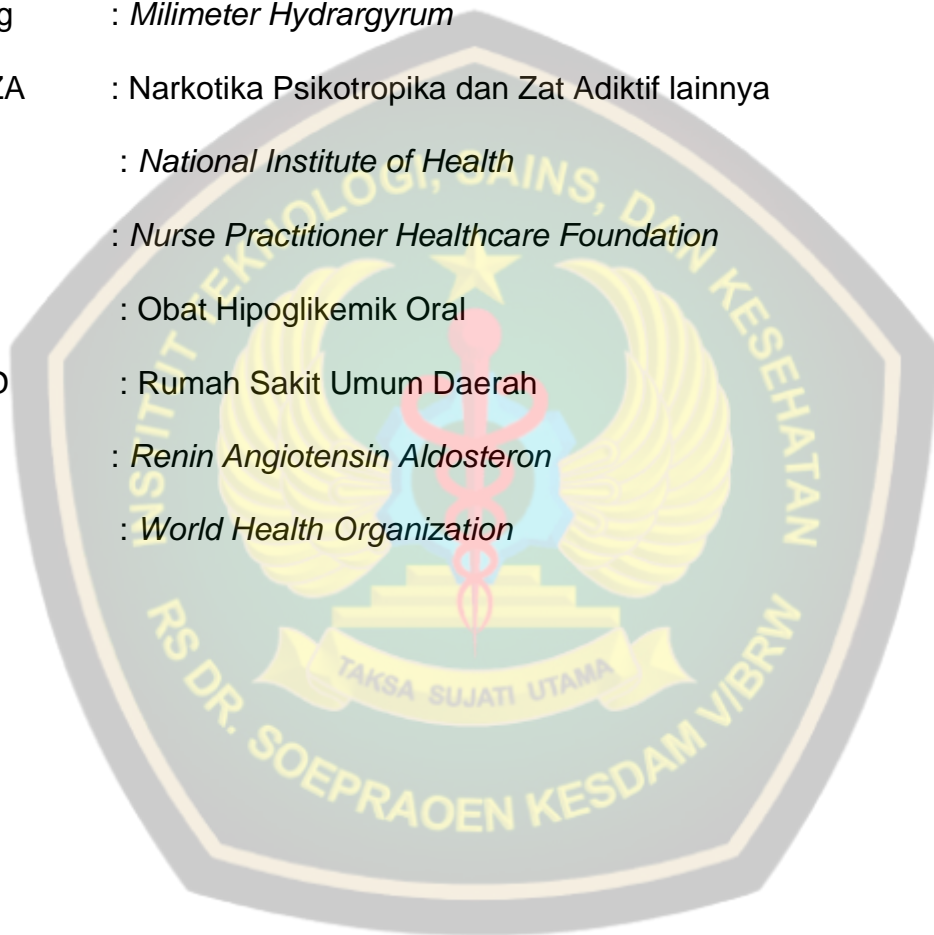 g : Milimeter Hydrargyrum
ZA : Narkotika Psikotropika dan Zat Adiktif lainnya
: National Institute of Health
: Nurse Practitioner Healthcare Foundation
: Obat Hipoglikemik Oral
D : Rumah Sakit Umum Daerah
: Renin Angiotensin Aldosteron
: World Health Organization
INSTITUT TEKNOLOGI, SAINS, DAN KESEHATAN
TAKSA SUJATI UTAMA
RS DR. SOEPRAOEN KESDAM V/BRW